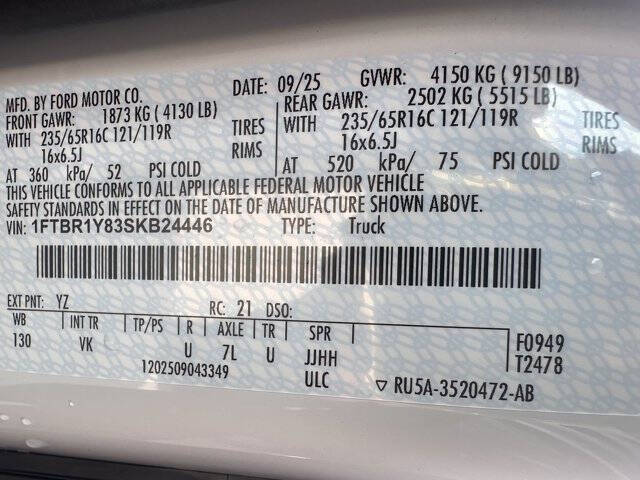 MFD. BY FORD MOTOR CO. DATE: 09/25 GVWR: 4150 KG ( 9150 LB)
FRONT GAWR: 1873 KG ( 4130 LB) REAR GAWR: 2502 KG ( 5515 LB)
WITH 235/65R16C 121/119R TIRES WITH 235/65R16C 121/119R TIRES
16x6.5J RIMS 16x6.5J RIMS
AT 360 kPa/ 52 PSI COLD AT 520 kPa/ 75 PSI COLD
THIS VEHICLE CONFORMS TO ALL APPLICABLE FEDERAL MOTOR VEHICLE
SAFETY STANDARDS IN EFFECT ON THE DATE OF MANUFACTURE SHOWN ABOVE.
VIN: 1FTBR1Y83SKB24446 TYPE: Truck
EXT PNT: YZ RC: 21 DSO:
WB INT TR TP/PS R AXLE TR SPR
130 VK U 7L U JJHH F0949
1202509043349 ULC T2478
▽ RU5A-3520472-AB